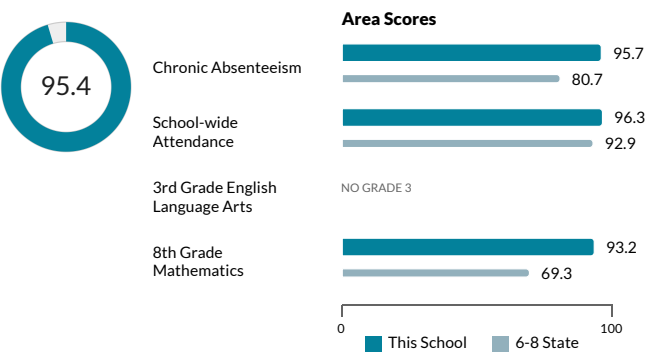 95.4
Area Scores
Chronic Absenteeism
95.7
80.7
School-wide
Attendance
96.3
92.9
3rd Grade English
Language Arts
NO GRADE 3
8th Grade
Mathematics
93.2
69.3
0
100
This School
6-8 State